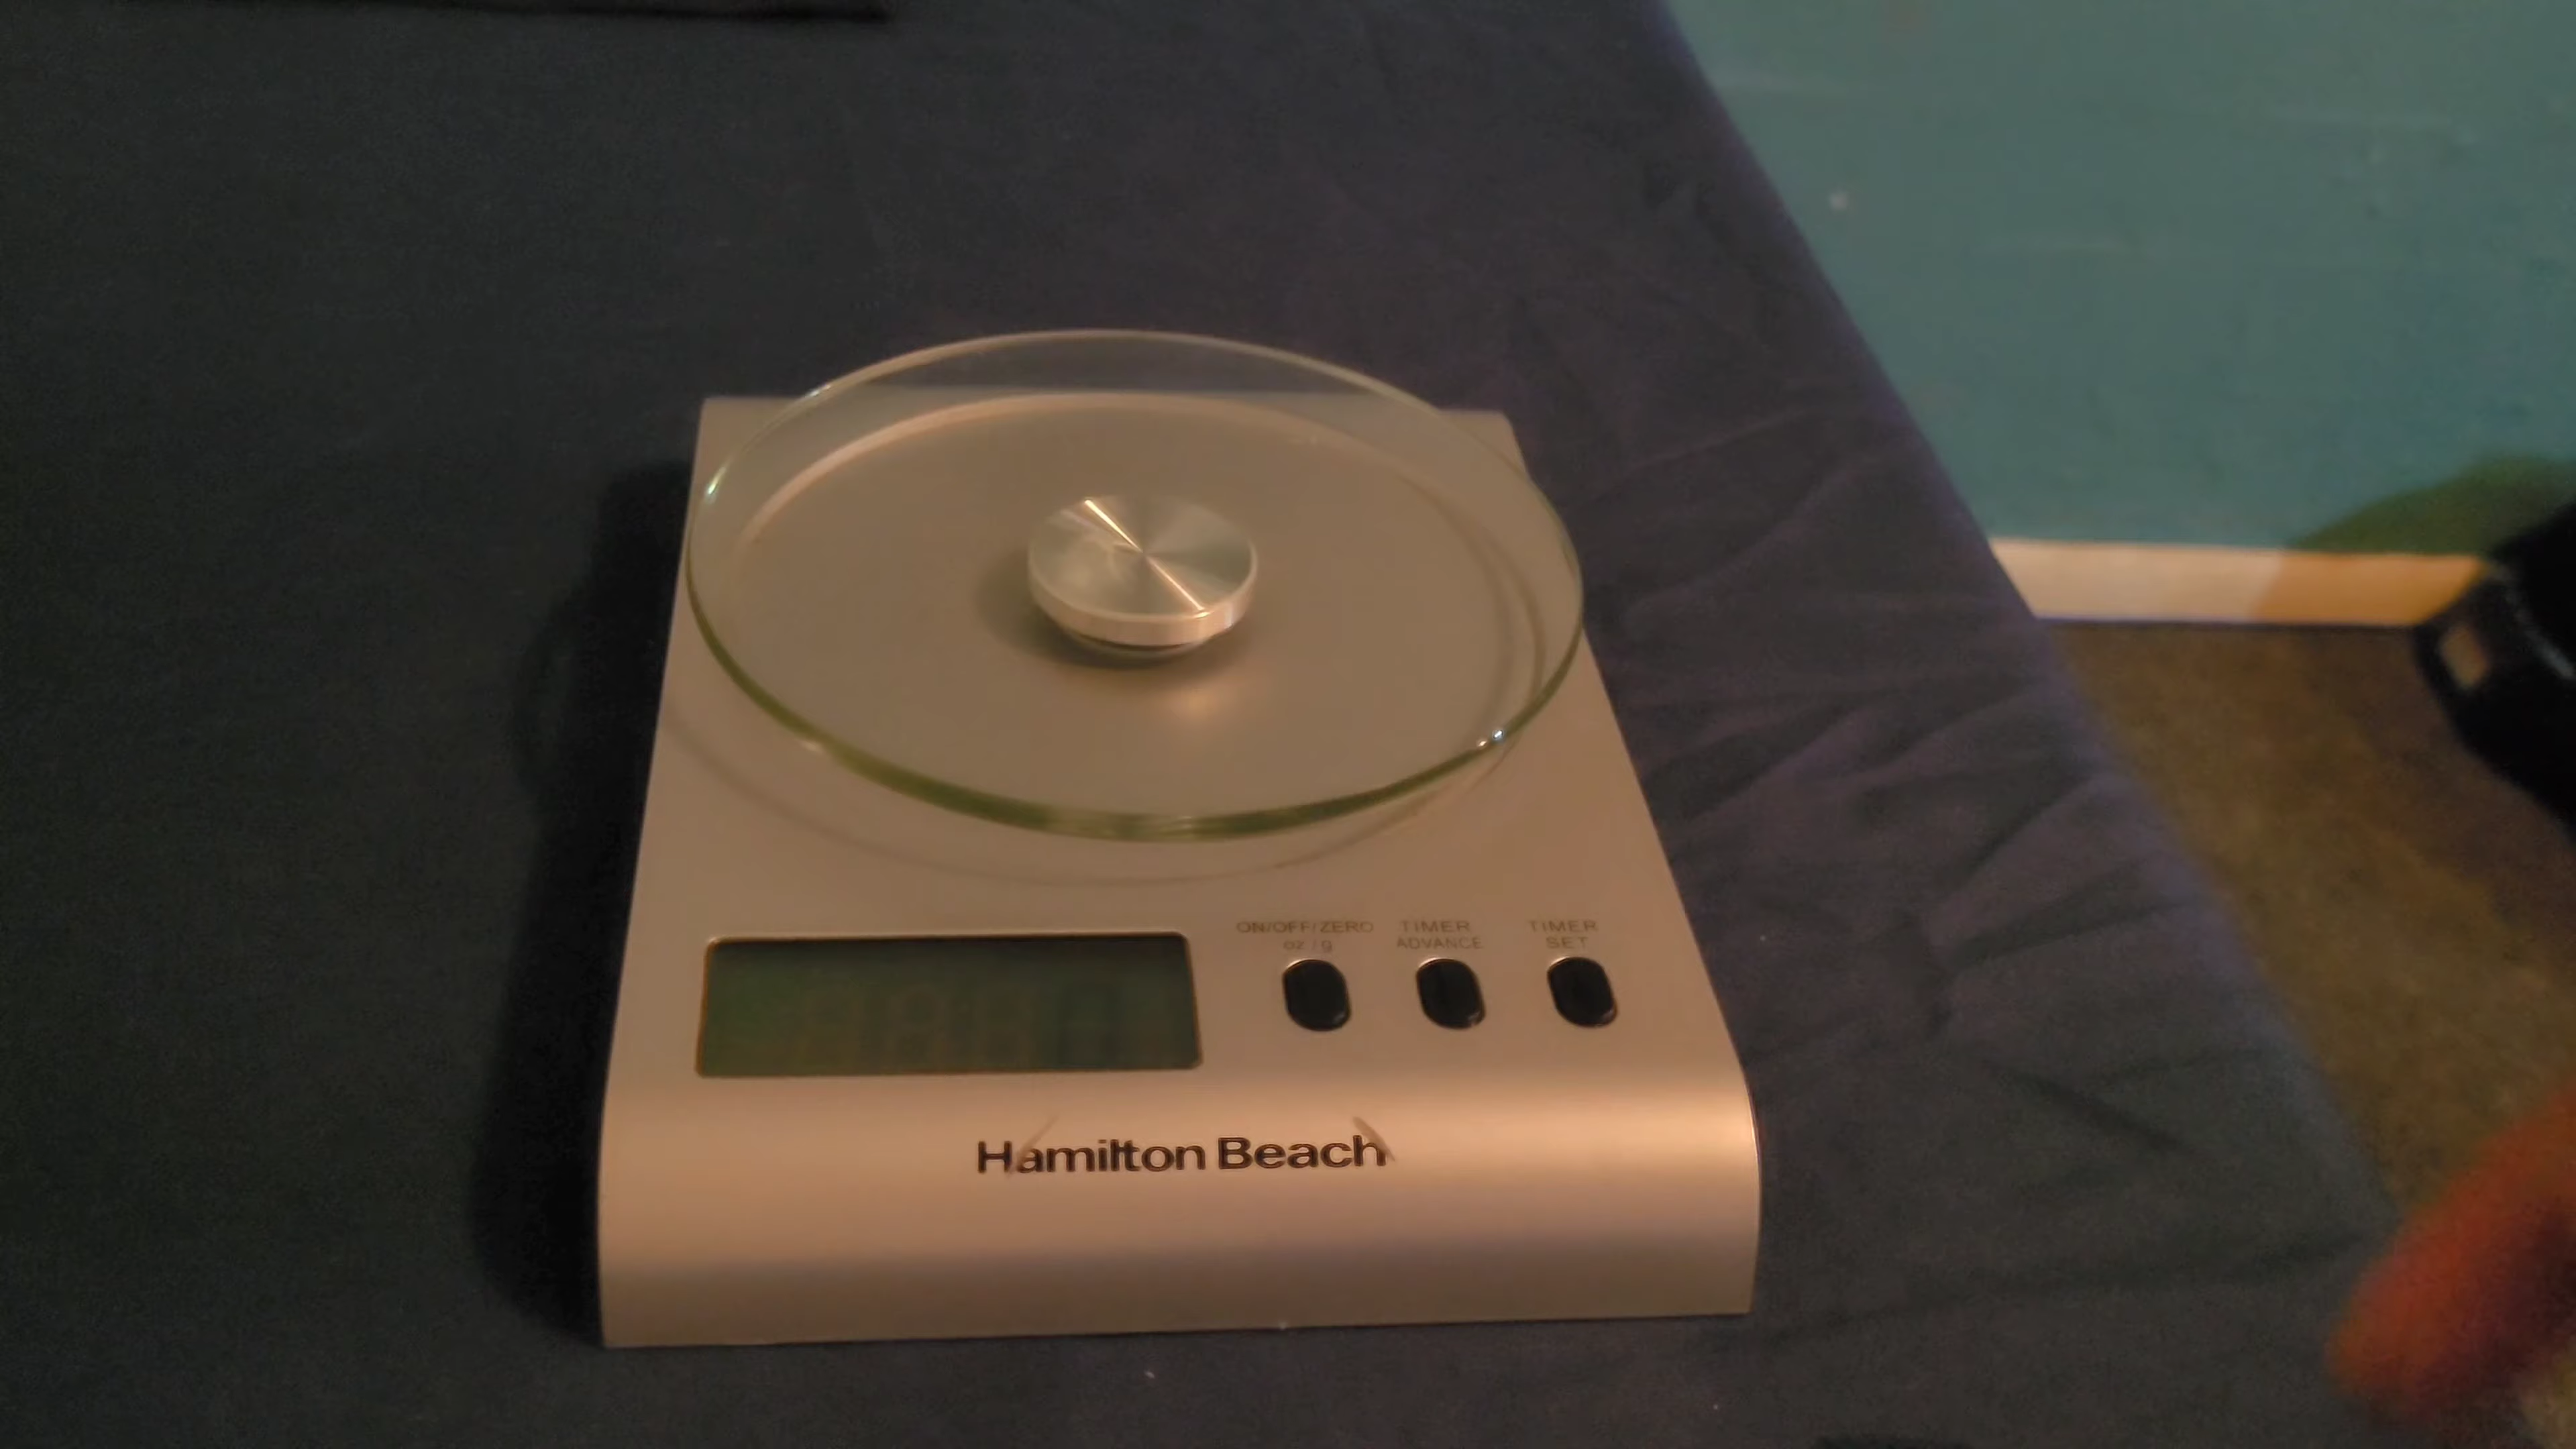 ON/OFF/ZERO
oz / g
TIMER
ADVANCE
TIMER
SET
Hamilton Beach